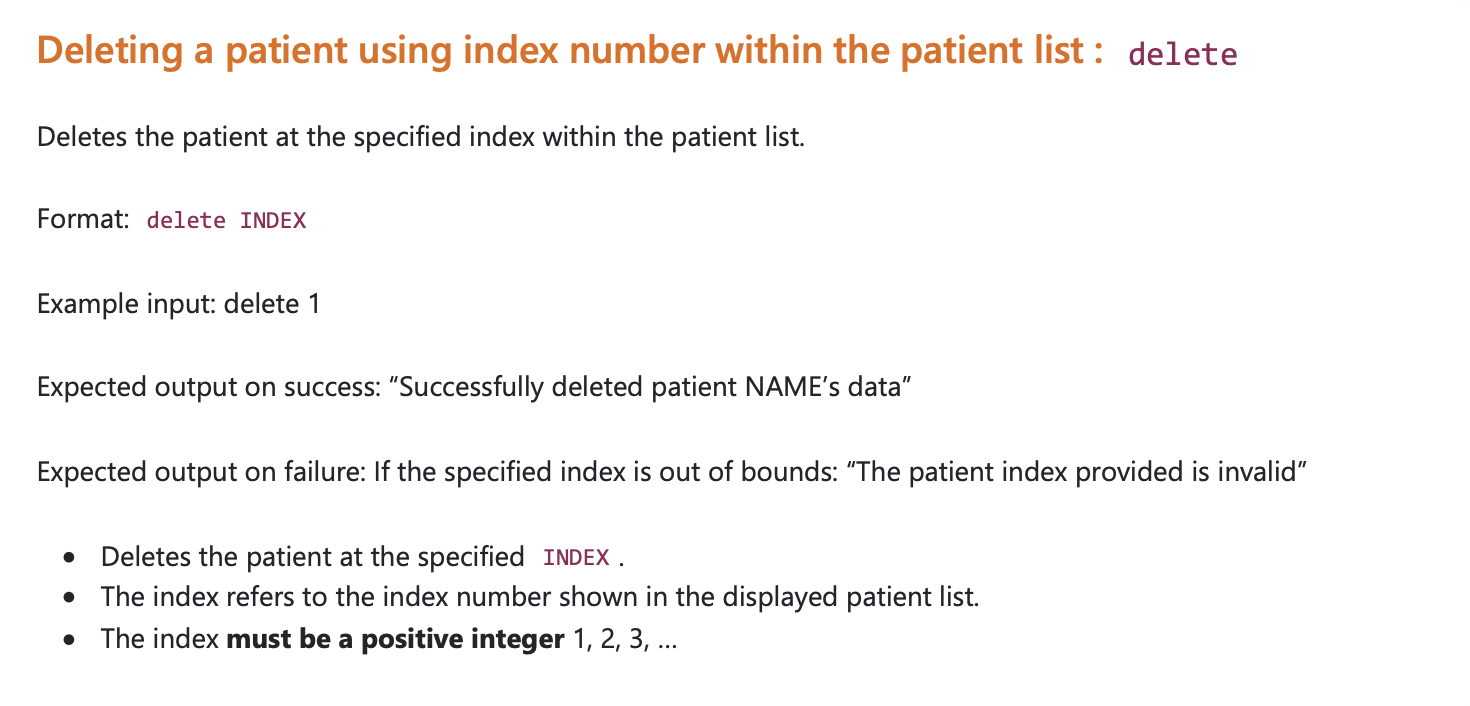 Deleting a patient using index number within the patient list : delete
Deletes the patient at the specified index within the patient list.
Format: delete INDEX
Example input: delete 1
Expected output on success: “Successfully deleted patient NAME’s data”
Expected output on failure: If the specified index is out of bounds: “The patient index provided is invalid”
• Deletes the patient at the specified INDEX .
• The index refers to the index number shown in the displayed patient list.
• The index must be a positive integer 1, 2, 3, …